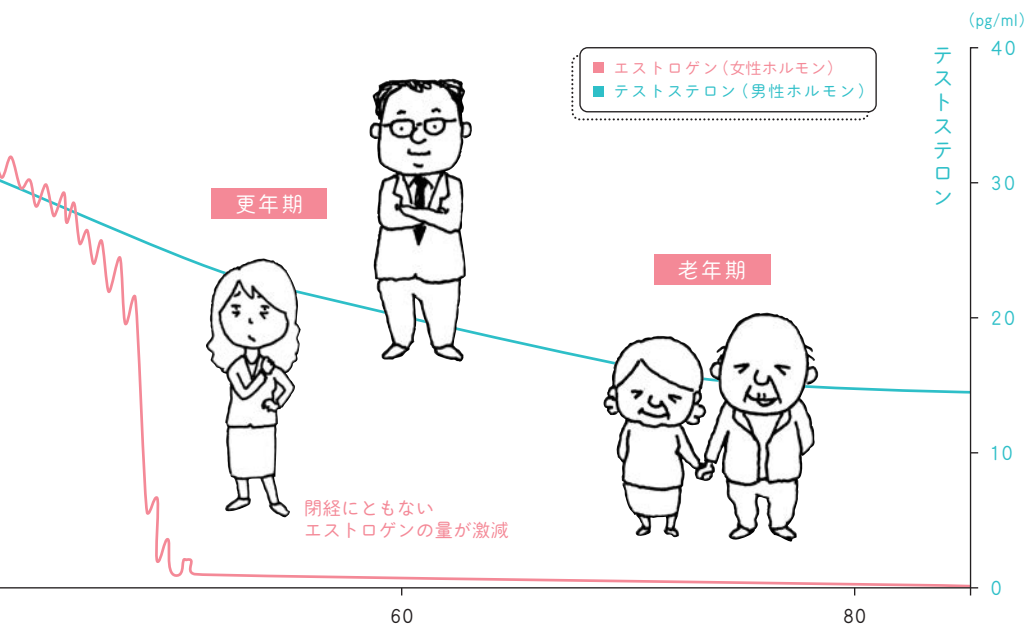 (pg/ml)
テストステロン
40
30
20
10
0
エストロゲン（女性ホルモン）
テストステロン（男性ホルモン）
更年期
老年期
閉経にともない
エストロゲンの量が激減
60
80